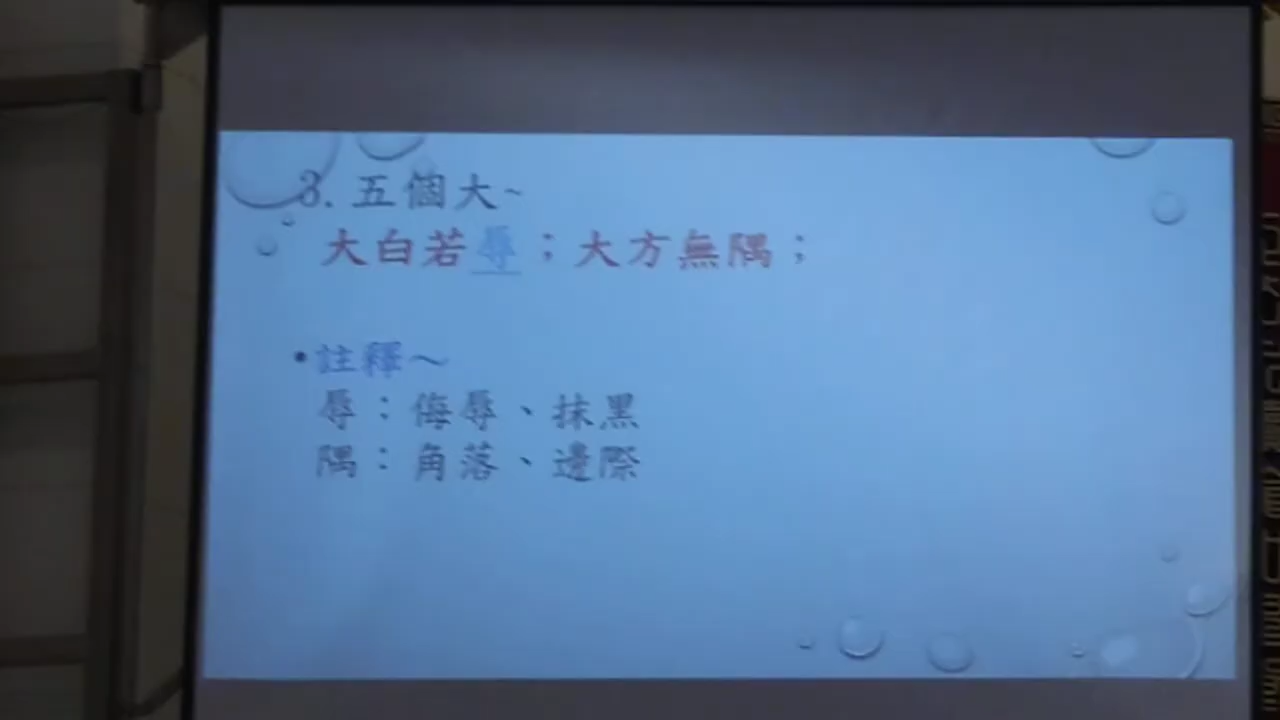 3. 五個大~
大白若辱；大方無隅；
•註釋～
辱：侮辱、抹黑
隅：角落、邊際